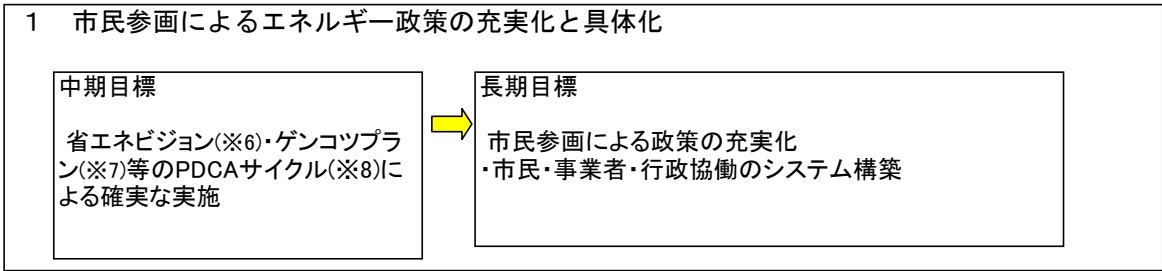 1　市民参画によるエネルギー政策の充実化と具体化
中期目標
省エネビジョン(※6)・ゲンコツプラ
ン(※7)等のPDCAサイクル(※8)に
よる確実な実施
長期目標
市民参画による政策の充実化
・市民・事業者・行政協働のシステム構築